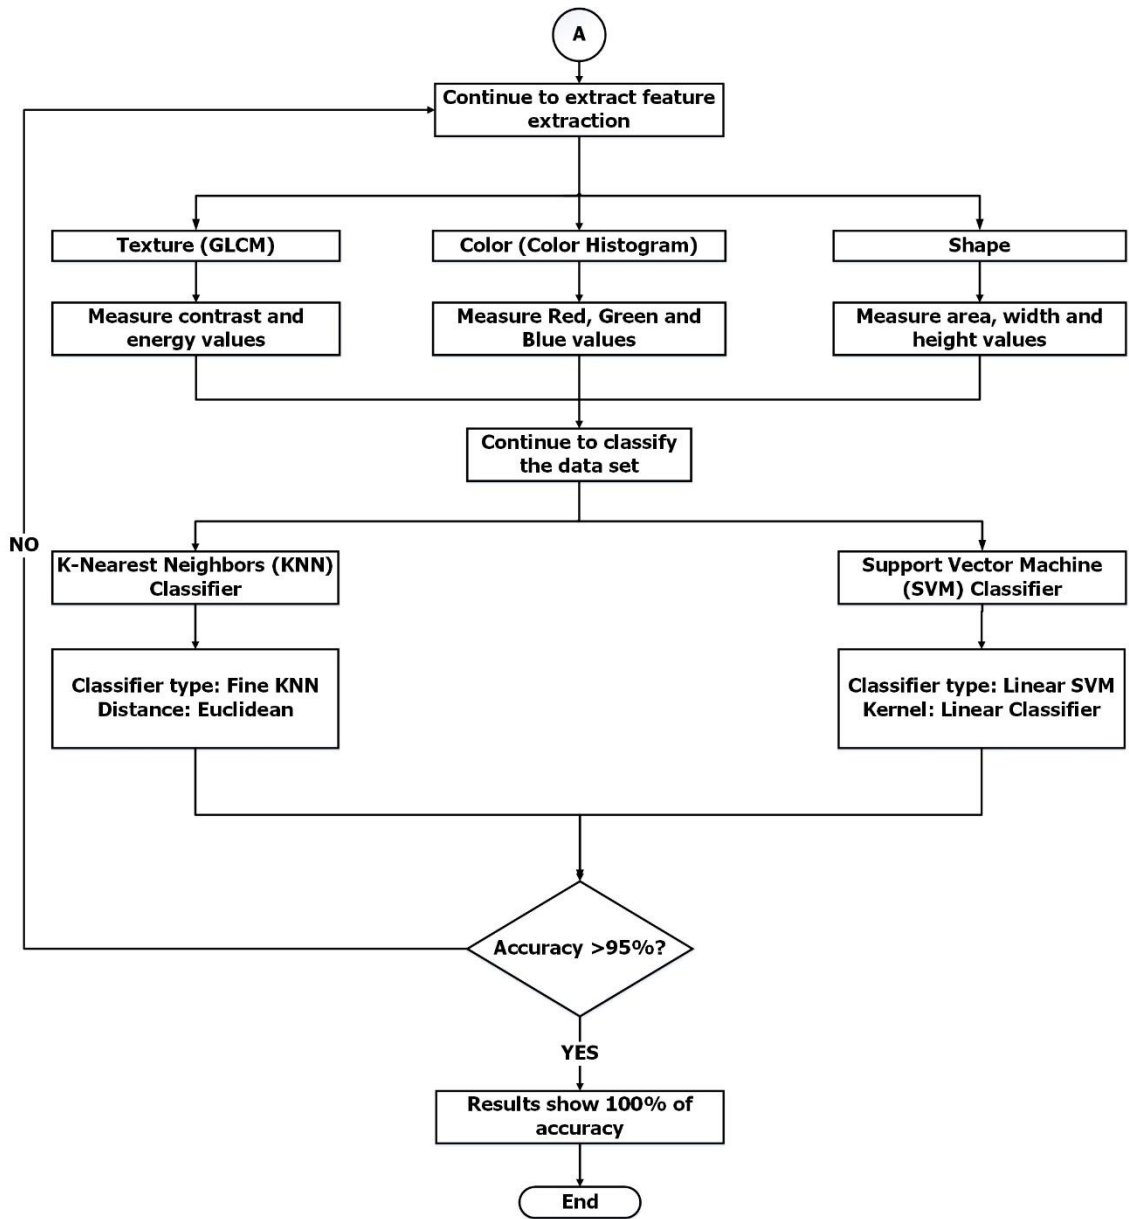 A
Continue to extract feature
extraction
Texture (GLCM)
Color (Color Histogram)
Shape
Measure contrast and
energy values
Measure Red, Green and
Blue values
Measure area, width and
height values
Continue to classify
the data set
NO
K-Nearest Neighbors (KNN)
Classifier
Support Vector Machine
(SVM) Classifier
Classifier type: Fine KNN
Distance: Euclidean
Classifier type: Linear SVM
Kernel: Linear Classifier
Accuracy >95%?
YES
Results show 100% of
accuracy
End